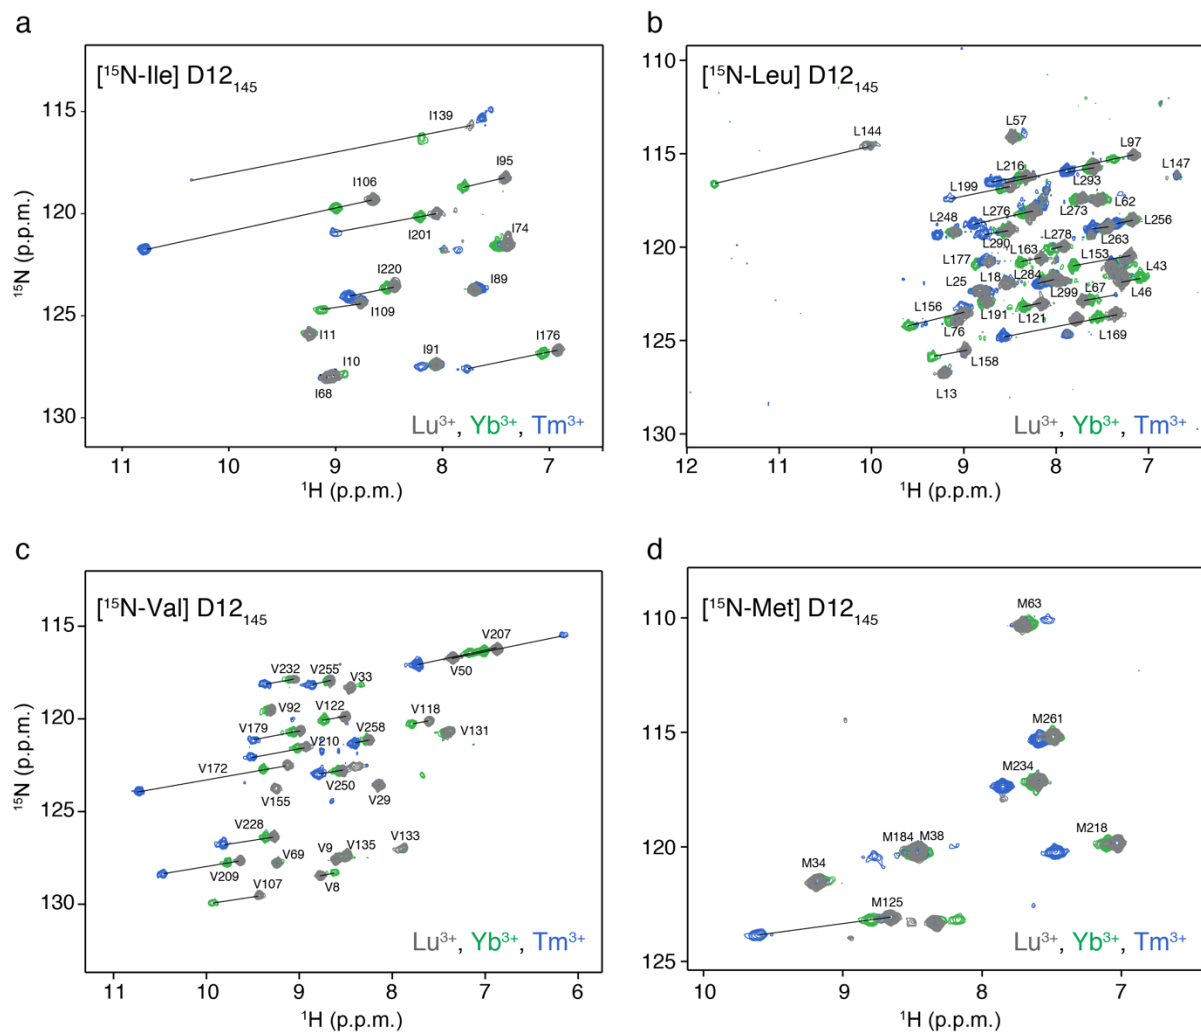 a
[¹⁵N-Ile] D12₁₄₅
115
120
125
130
¹⁵N (p.p.m.)
I139
I95
I106
I201
I74
I220
I89
I109
I11
I176
I91
I10
I68
Lu³⁺, Yb³⁺, Tm³⁺
11
10
9
8
7
¹H (p.p.m.)
b
[¹⁵N-Leu] D12₁₄₅
110
115
120
125
130
¹⁵N (p.p.m.)
L57
L144
L97
L216
L147
L199
L293
L276
L273
L62
L248
L256
L290
L278
L263
L163
L177
L153
L43
L25
L18
L284
L299
L67
L46
L156
L191
L121
L76
L169
L158
L13
Lu³⁺, Yb³⁺, Tm³⁺
12
11
10
9
8
7
¹H (p.p.m.)
c
[¹⁵N-Val] D12₁₄₅
115
120
125
130
¹⁵N (p.p.m.)
V207
V232
V255
V33
V50
V92
V122
V118
V179
V258
V131
V210
V172
V250
V155
V29
V228
V69
V9
V135
V133
V209
V107
V8
Lu³⁺, Yb³⁺, Tm³⁺
11
10
9
8
7
6
¹H (p.p.m.)
d
[¹⁵N-Met] D12₁₄₅
110
115
120
125
¹⁵N (p.p.m.)
M63
M261
M234
M184
M38
M218
M34
M125
Lu³⁺, Yb³⁺, Tm³⁺
10
9
8
7
¹H (p.p.m.)